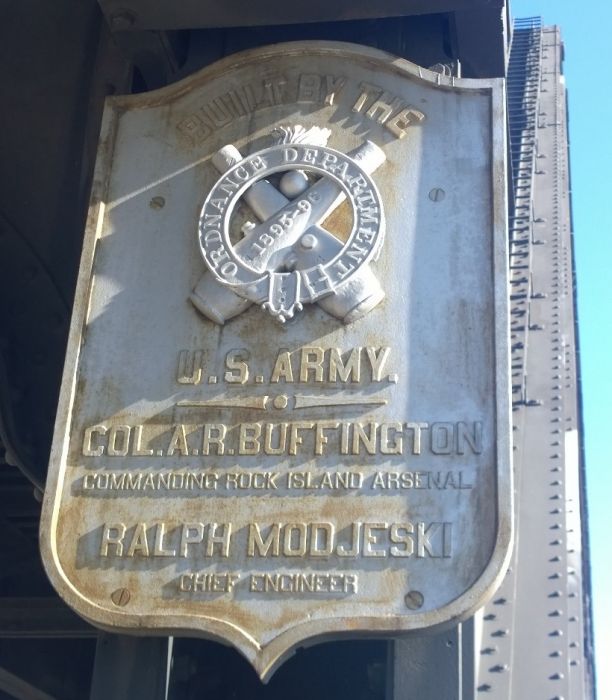 BUILT BY THE
ORDNANCE DEPARTMENT
1895-96
U.S. ARMY.
COL. A.R. BUFFINGTON
COMMANDING ROCK ISLAND ARSENAL
RALPH MODJESKI
CHIEF ENGINEER